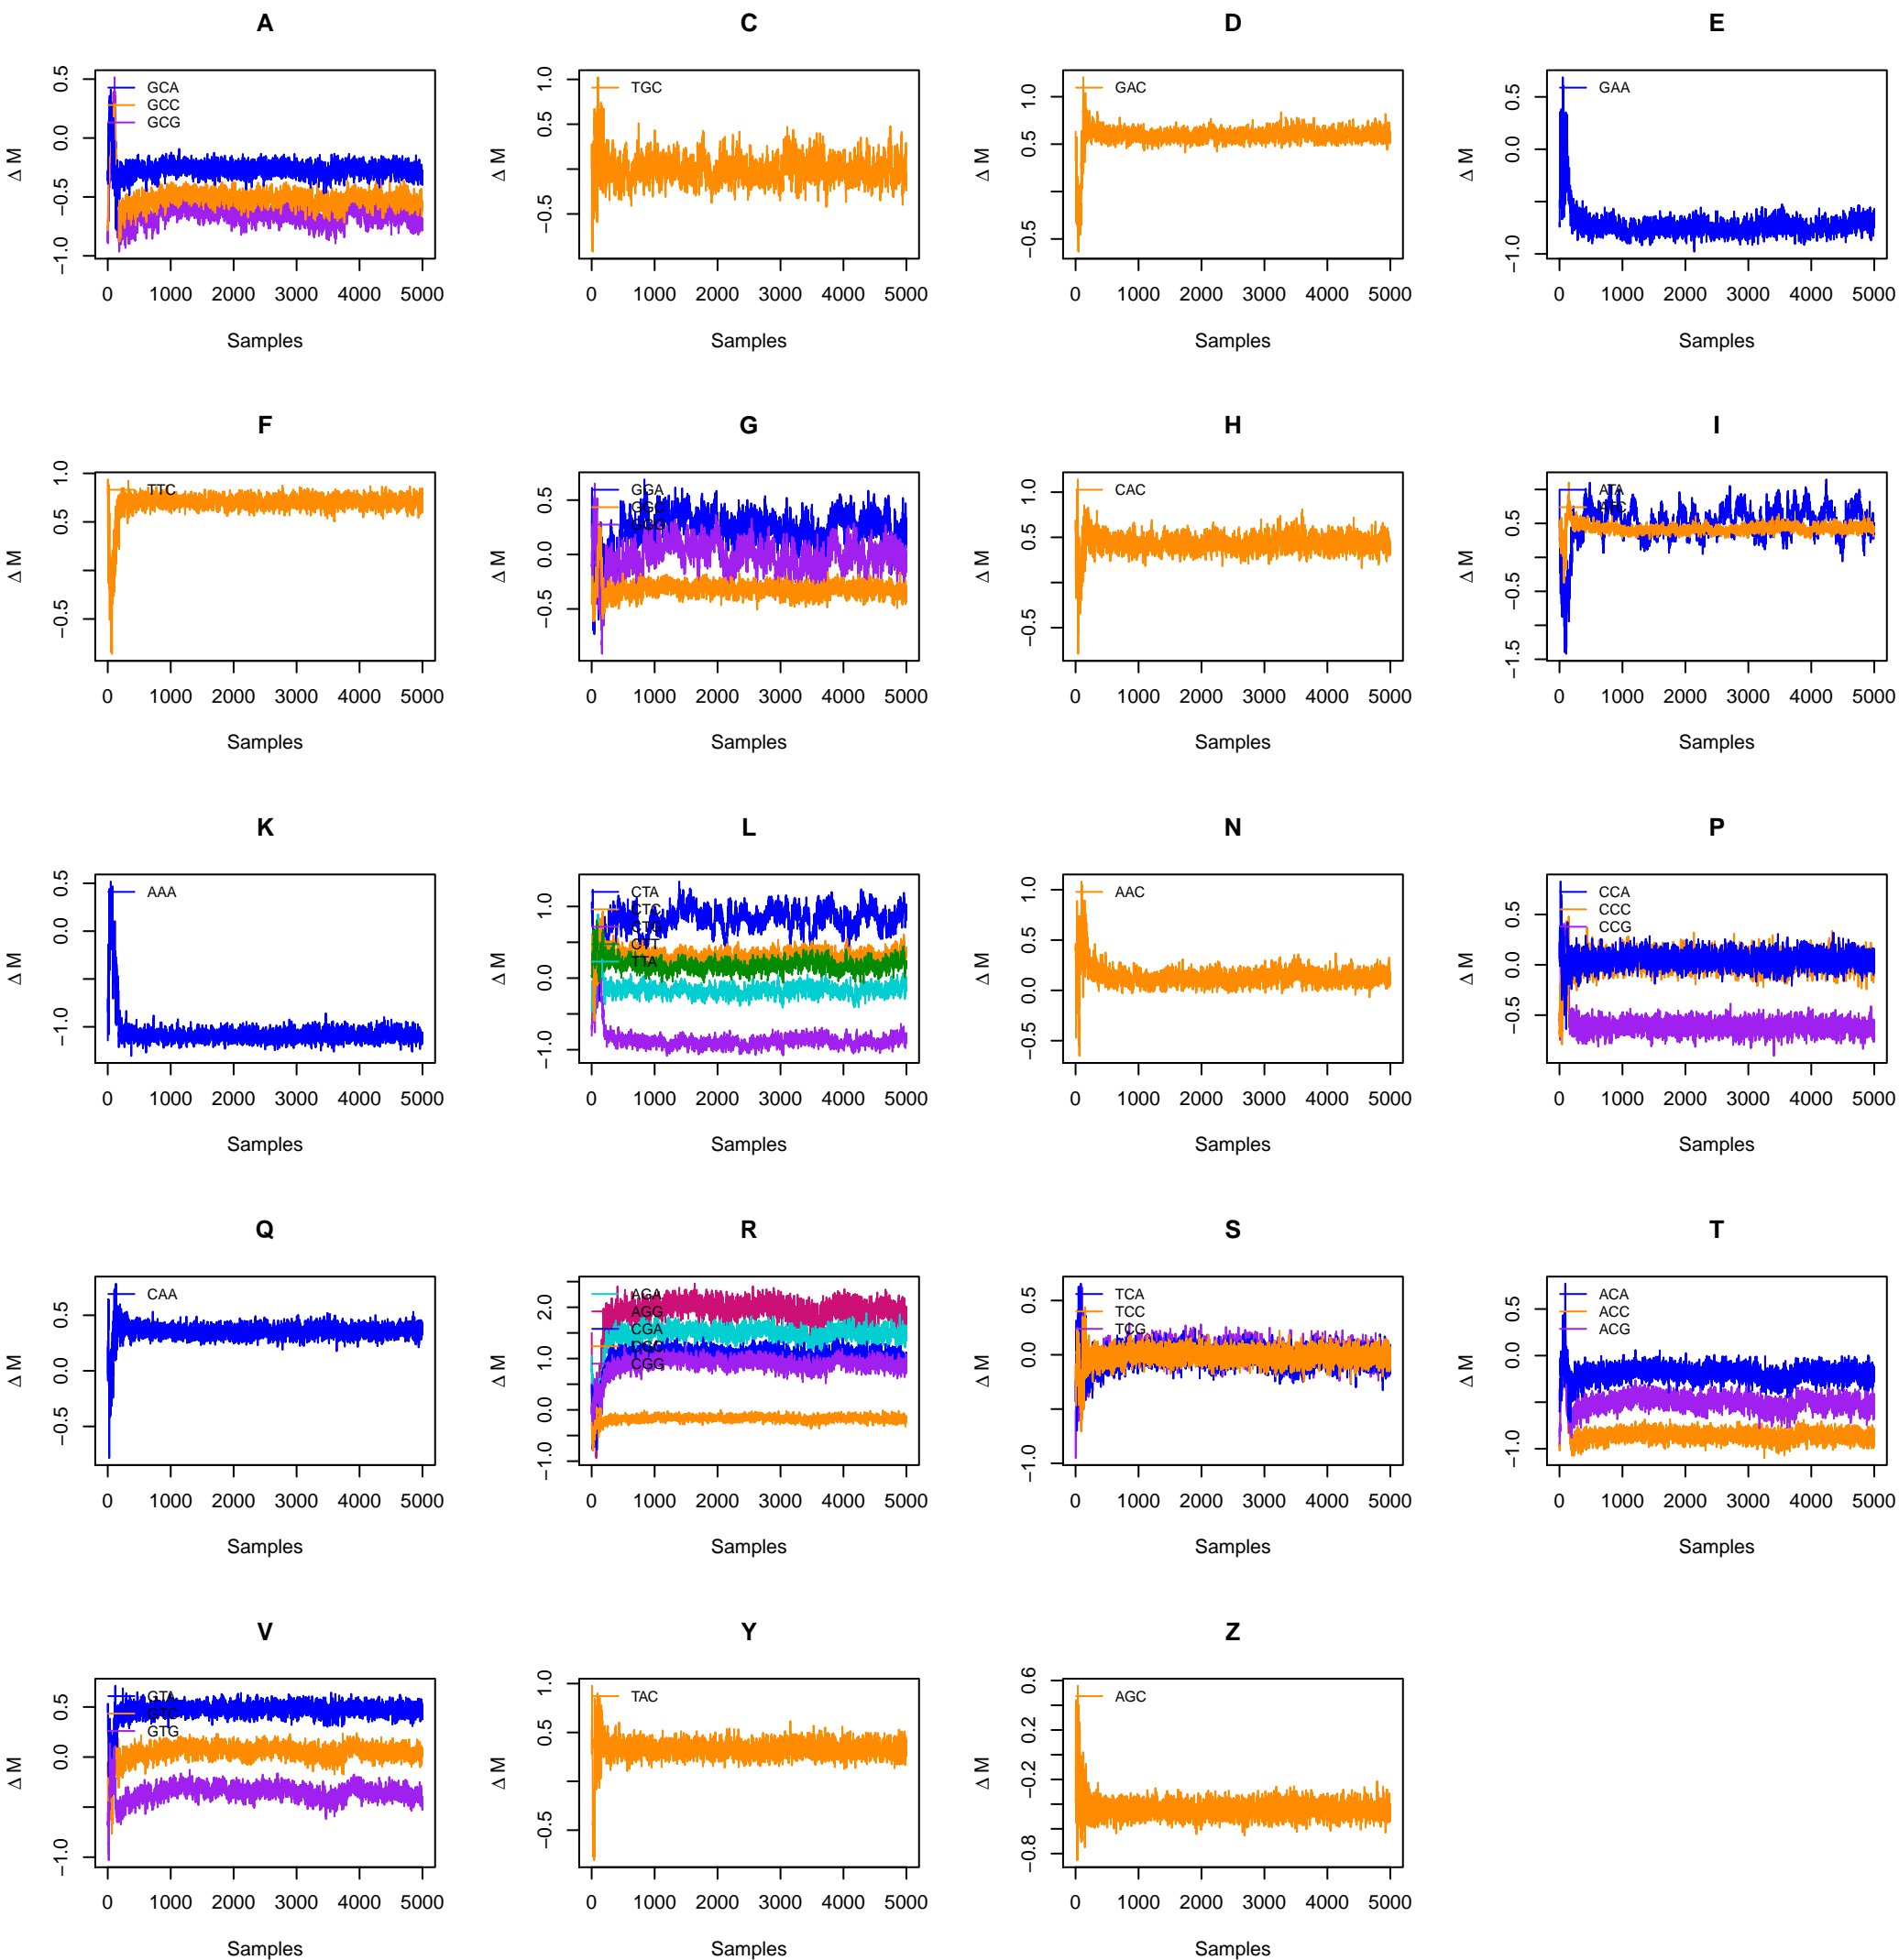 A
0.5
0.0
−0.5
−1.0
Δ M
GCA
GCC
GCG
0 1000 2000 3000 4000 5000
Samples
C
1.0
0.5
−0.5
Δ M
TGC
0 1000 2000 3000 4000 5000
Samples
D
1.0
0.5
−0.5
Δ M
GAC
0 1000 2000 3000 4000 5000
Samples
E
0.5
0.0
−1.0
Δ M
GAA
0 1000 2000 3000 4000 5000
Samples
F
1.0
0.5
−0.5
Δ M
TTC
0 1000 2000 3000 4000 5000
Samples
G
0.5
0.0
−0.5
Δ M
GGA
GGC
GGG
0 1000 2000 3000 4000 5000
Samples
H
1.0
0.5
−0.5
Δ M
CAC
0 1000 2000 3000 4000 5000
Samples
I
0.5
−0.5
−1.5
Δ M
ATA
ATC
0 1000 2000 3000 4000 5000
Samples
K
0.5
0.0
−1.0
Δ M
AAA
0 1000 2000 3000 4000 5000
Samples
L
1.0
0.0
−1.0
Δ M
CTA
CTC
CTG
CTT
TTA
0 1000 2000 3000 4000 5000
Samples
N
1.0
0.5
0.0
−0.5
Δ M
AAC
0 1000 2000 3000 4000 5000
Samples
P
0.5
0.0
−0.5
Δ M
CCA
CCC
CCG
0 1000 2000 3000 4000 5000
Samples
Q
0.5
0.0
−0.5
Δ M
CAA
0 1000 2000 3000 4000 5000
Samples
R
2.0
1.0
0.0
−1.0
Δ M
AGA
AGG
CGA
CGC
CGG
0 1000 2000 3000 4000 5000
Samples
S
0.5
0.0
−1.0
Δ M
TCA
TCC
TCG
0 1000 2000 3000 4000 5000
Samples
T
0.5
0.0
−1.0
Δ M
ACA
ACC
ACG
0 1000 2000 3000 4000 5000
Samples
V
0.5
0.0
−1.0
Δ M
GTA
GTC
GTG
0 1000 2000 3000 4000 5000
Samples
Y
1.0
0.5
−0.5
Δ M
TAC
0 1000 2000 3000 4000 5000
Samples
Z
0.6
0.2
−0.2
−0.8
Δ M
AGC
0 1000 2000 3000 4000 5000
Samples